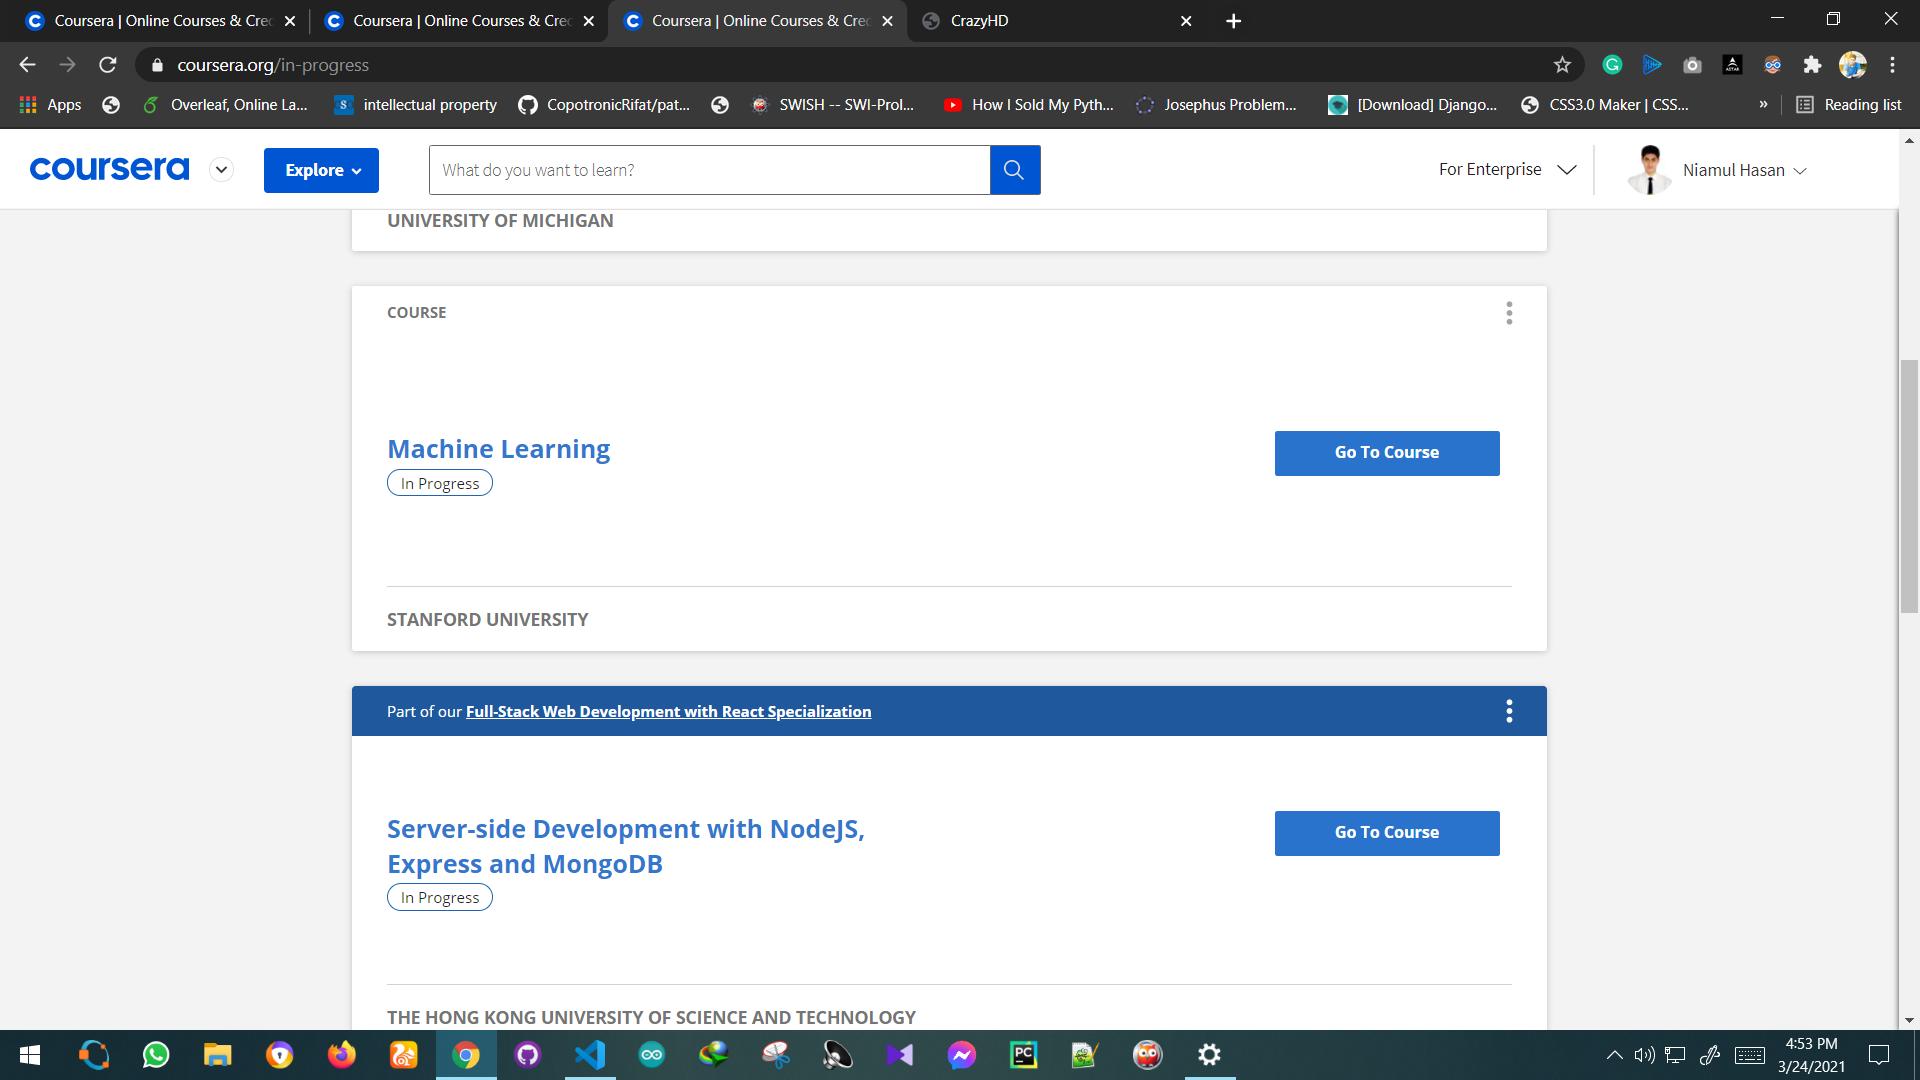 Coursera | Online Courses & Cred
Coursera | Online Courses & Cred
Coursera | Online Courses & Cred
CrazyHD
coursera.org/in-progress
Apps
Overleaf, Online La...
intellectual property
CopotronicRifat/pat...
SWISH -- SWI-Prol...
How I Sold My Pyth...
Josephus Problem...
[Download] Django...
CSS3.0 Maker | CSS...
»
Reading list
coursera
Explore
What do you want to learn?
For Enterprise
Niamul Hasan
UNIVERSITY OF MICHIGAN
COURSE
Machine Learning
Go To Course
In Progress
STANFORD UNIVERSITY
Part of our Full-Stack Web Development with React Specialization
Server-side Development with NodeJS,
Express and MongoDB
Go To Course
In Progress
THE HONG KONG UNIVERSITY OF SCIENCE AND TECHNOLOGY
4:53 PM
3/24/2021